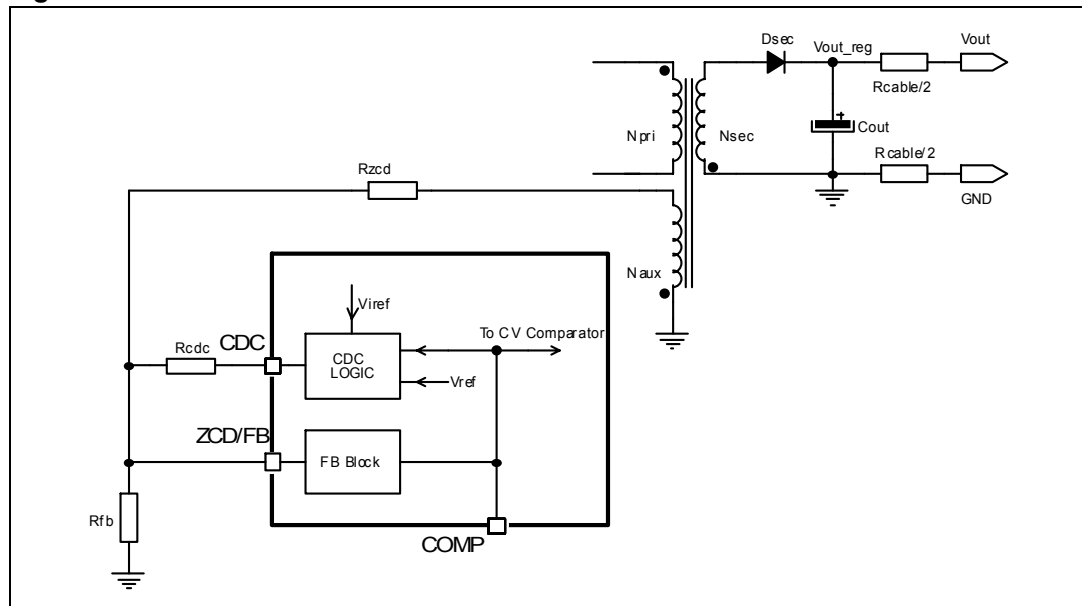 Dsec
Vout_reg
Vout
Rcable/2
Npri
Nsec
+
Cout
Rcable/2
GND
Rzcd
Naux
Viref
To CV Comparator
Rcdc
CDC
CDC
LOGIC
Vref
ZCD/FB
FB Block
Rfb
COMP